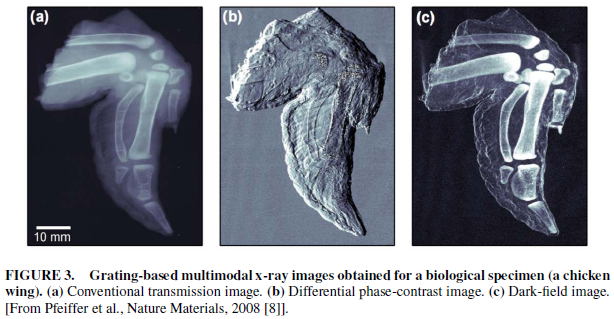 (a)
(b)
(c)
10 mm
FIGURE 3. Grating-based multimodal x-ray images obtained for a biological specimen (a chicken
wing). (a) Conventional transmission image. (b) Differential phase-contrast image. (c) Dark-field image.
[From Pfeiffer et al., Nature Materials, 2008 [8]].